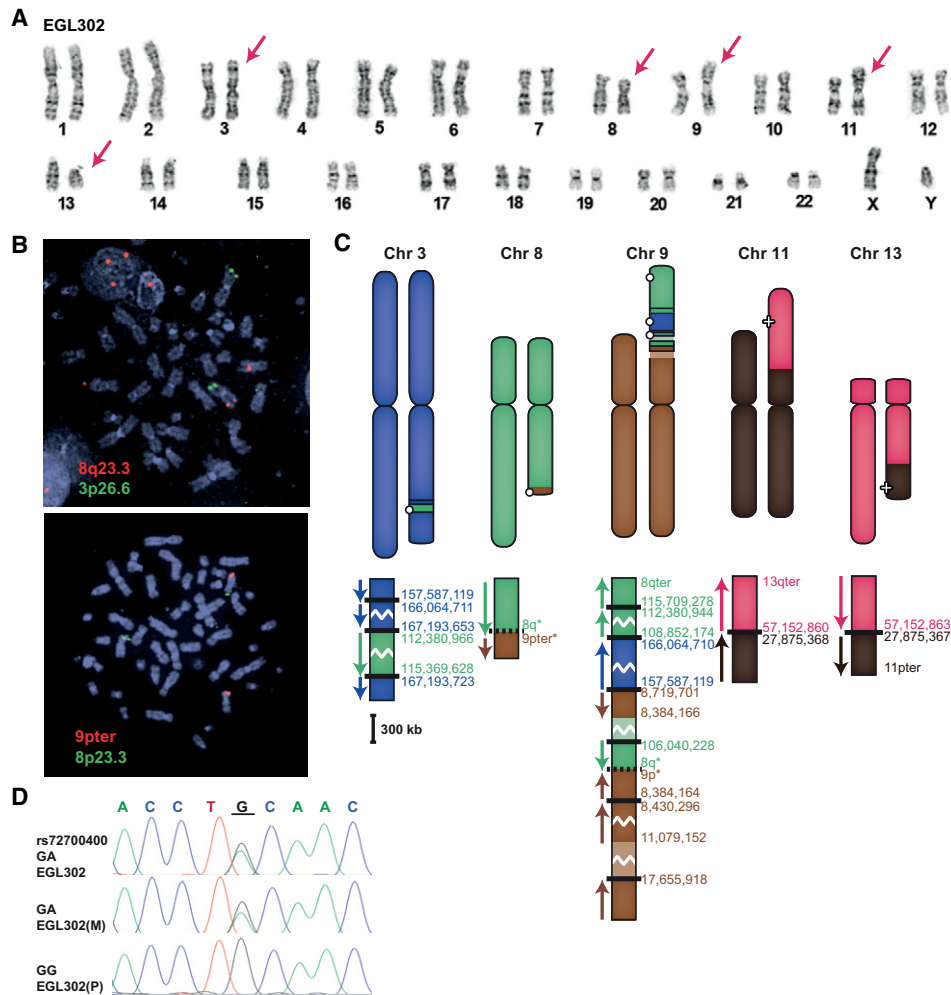 A
EGL302
1 2 3 4 5 6 7 8 9 10 11 12
13 14 15 16 17 18 19 20 21 22 X Y
B
8q23.3
3p26.6
9pter
8p23.3
C
Chr 3 Chr 8 Chr 9 Chr 11 Chr 13
157,587,119
166,064,711
167,193,653
112,380,966
115,369,628
167,193,723
300 kb
8q*
9pter*
8qter
115,709,278
112,380,944
108,852,174
166,064,710
157,587,119
8,719,701
8,384,166
106,040,228
8q*
9p*
8,384,164
8,430,296
11,079,152
17,655,918
13qter
57,152,860
27,875,368
57,152,863
27,875,367
11pter
D
A C C T G C A A C
rs72700400
GA
EGL302
GA
EGL302(M)
GG
EGL302(P)